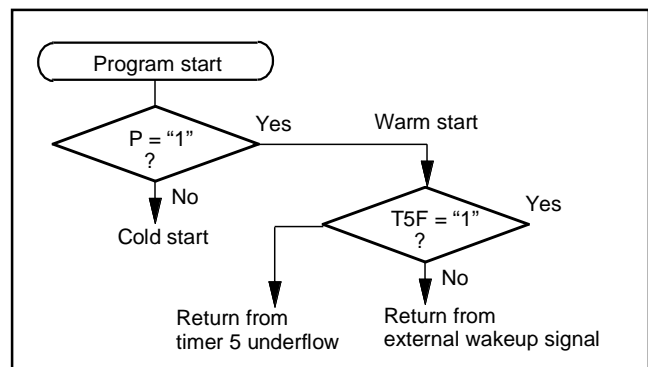 Program start
P = “1”
?
Yes
No
Cold start
Warm start
T5F = “1”
?
Yes
No
Return from
timer 5 underflow
Return from
external wakeup signal